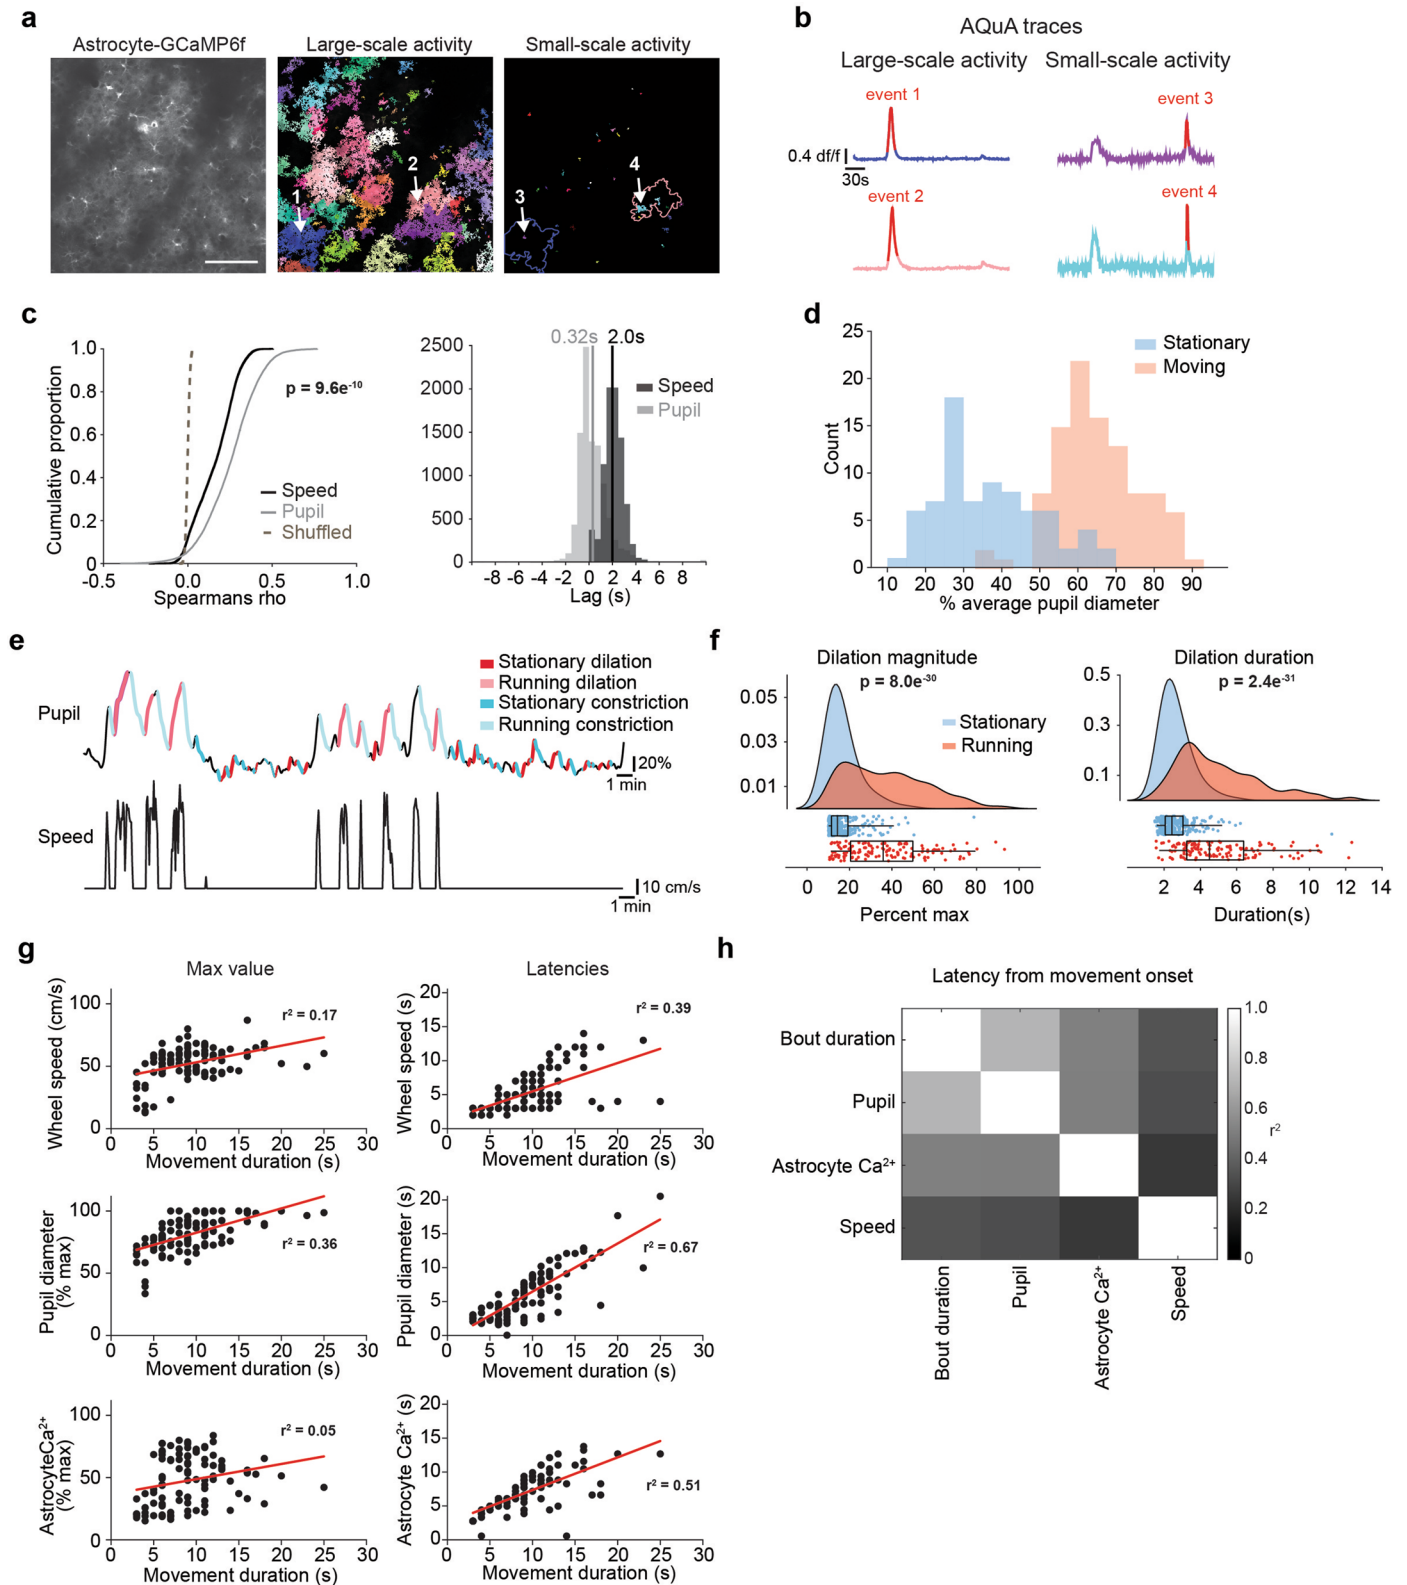 a
Astrocyte-GCaMP6f
Large-scale activity
Small-scale activity
1
2
3
4
b
AQuA traces
Large-scale activity
Small-scale activity
event 1
event 3
0.4 df/f
30s
event 2
event 4
c
1.0
0.8
0.6
0.4
0.2
0
-0.5
0.0
0.5
1.0
Cumulative proportion
Spearmans rho
p = 9.6e-10
Speed
Pupil
Shuffled
0.32s
2.0s
2500
2000
1500
1000
500
0
-8 -6 -4 -2 0 2 4 6 8
Lag (s)
Speed
Pupil
d
25
20
15
10
5
0
Count
10 20 30 40 50 60 70 80 90
% average pupil diameter
Stationary
Moving
e
Stationary dilation
Running dilation
Stationary constriction
Running constriction
Pupil
20%
1 min
Speed
10 cm/s
1 min
f
Dilation magnitude
p = 8.0e-30
0.05
0.03
0.01
Stationary
Running
0 20 40 60 80 100
Percent max
Dilation duration
p = 2.4e-31
0.5
0.3
0.1
2 4 6 8 10 12 14
Duration(s)
g
Max value
Latencies
Wheel speed (cm/s)
100
50
0
r² = 0.17
0 5 10 15 20 25 30
Movement duration (s)
Wheel speed (s)
20
15
10
5
0
r² = 0.39
0 5 10 15 20 25 30
Movement duration (s)
Pupil diameter
(% max)
100
50
0
r² = 0.36
0 5 10 15 20 25 30
Movement duration (s)
Ppupil diameter (s)
20
15
10
5
0
r² = 0.67
0 5 10 15 20 25 30
Movement duration (s)
AstrocyteCa²⁺
(% max)
100
50
0
r² = 0.05
0 5 10 15 20 25 30
Movement duration (s)
Astrocyte Ca²⁺ (s)
20
15
10
5
0
r² = 0.51
0 5 10 15 20 25 30
Movement duration (s)
h
Latency from movement onset
Bout duration
Pupil
Astrocyte Ca²⁺
Speed
Bout duration
Pupil
Astrocyte Ca²⁺
Speed
1.0
0.8
0.6
r²
0.4
0.2
0